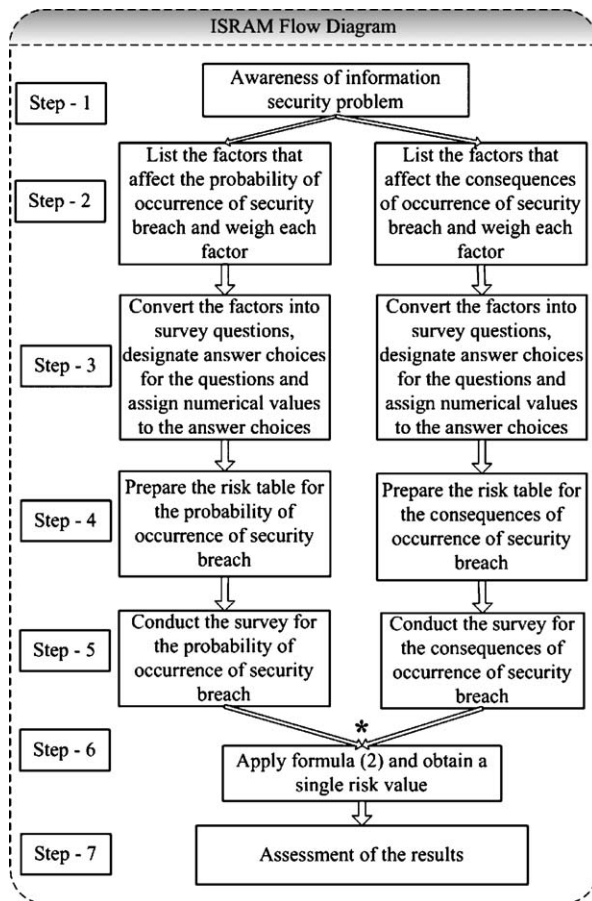 ISRAM Flow Diagram
Step - 1
Awareness of information
security problem
Step - 2
List the factors that
affect the probability of
occurrence of security
breach and weigh each
factor
List the factors that
affect the consequences
of occurrence of security
breach and weigh each
factor
Step - 3
Convert the factors into
survey questions,
designate answer choices
for the questions and
assign numerical values
to the answer choices
Convert the factors into
survey questions,
designate answer choices
for the questions and
assign numerical values
to the answer choices
Step - 4
Prepare the risk table for
the probability of
occurrence of security
breach
Prepare the risk table for
the consequences of
occurrence of security
breach
Step - 5
Conduct the survey for
the probability of
occurrence of security
breach
Conduct the survey for
the consequences of
occurrence of security
breach
*
Step - 6
Apply formula (2) and obtain a
single risk value
Step - 7
Assessment of the results